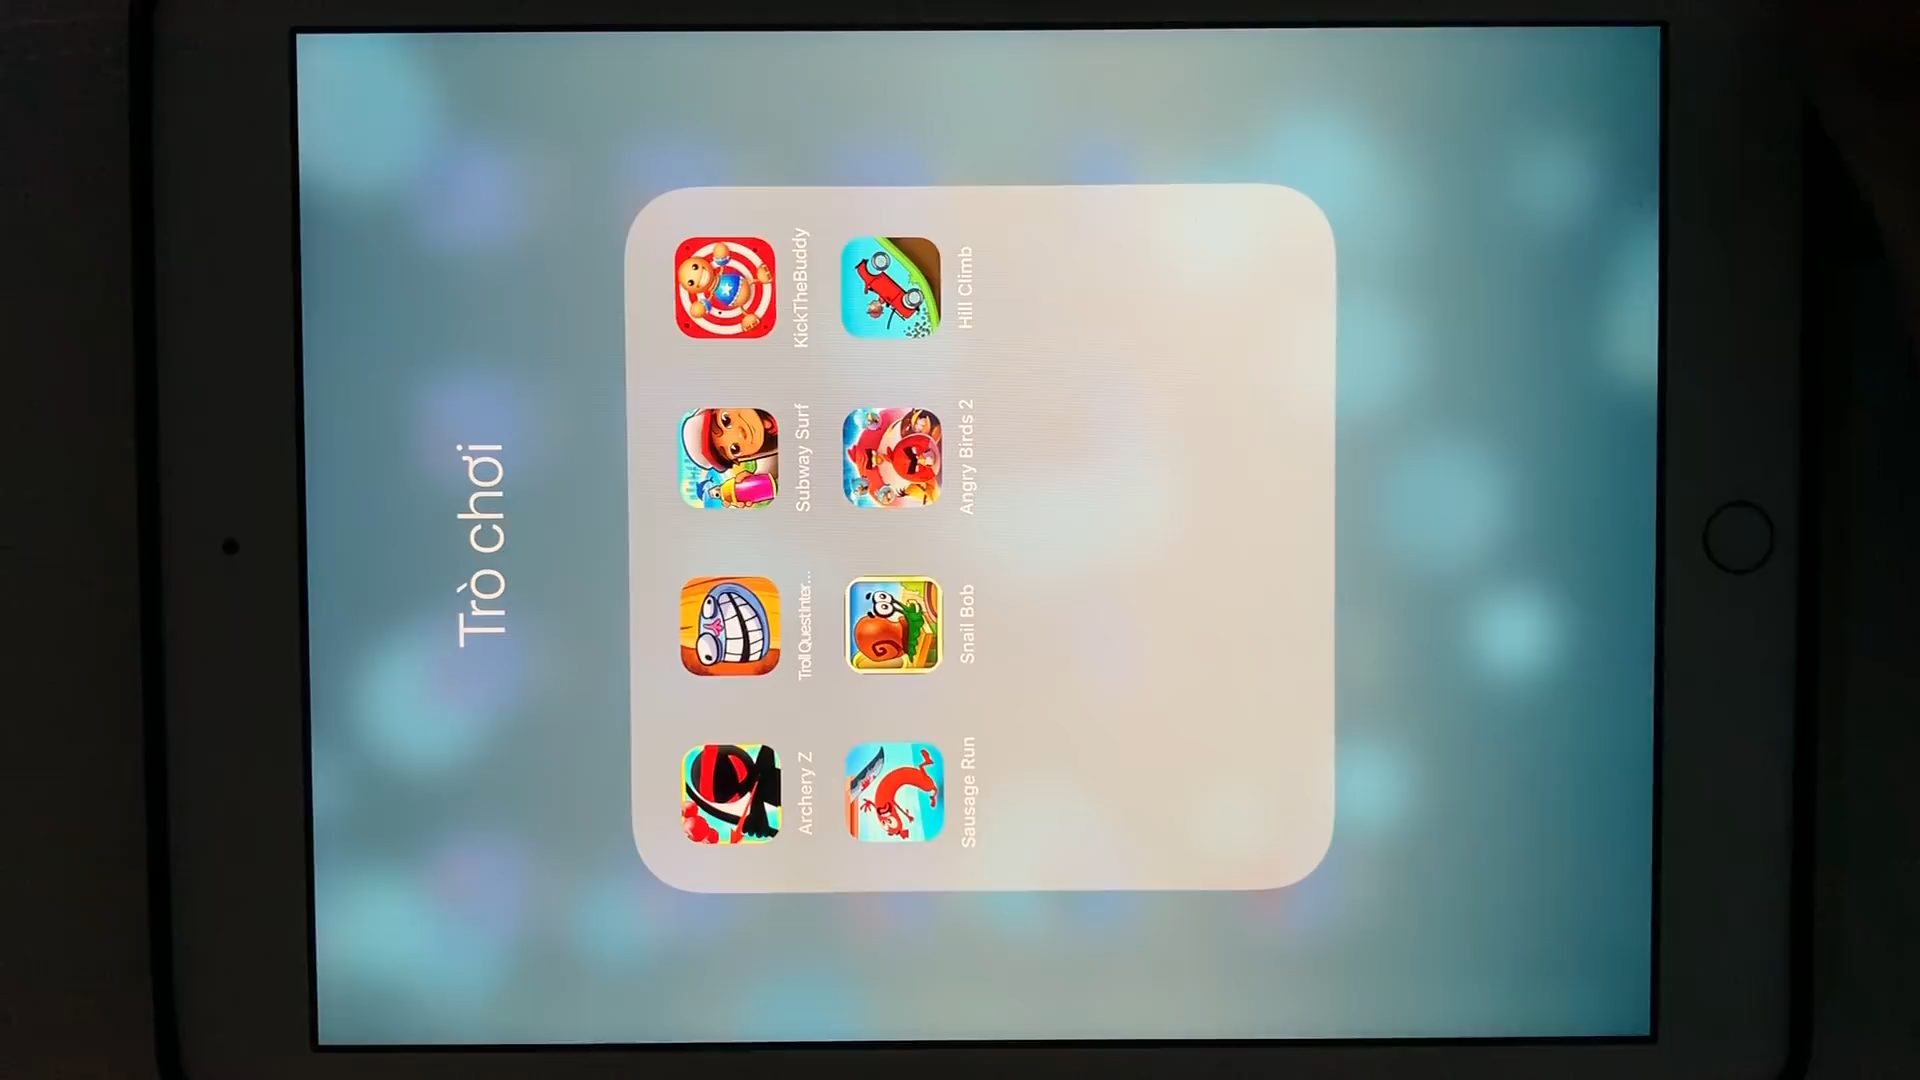 Trò chơi
Archery Z
TrollQuestInter...
Subway Surf
KickTheBuddy
Sausage Run
Snail Bob
Angry Birds 2
Hill Climb